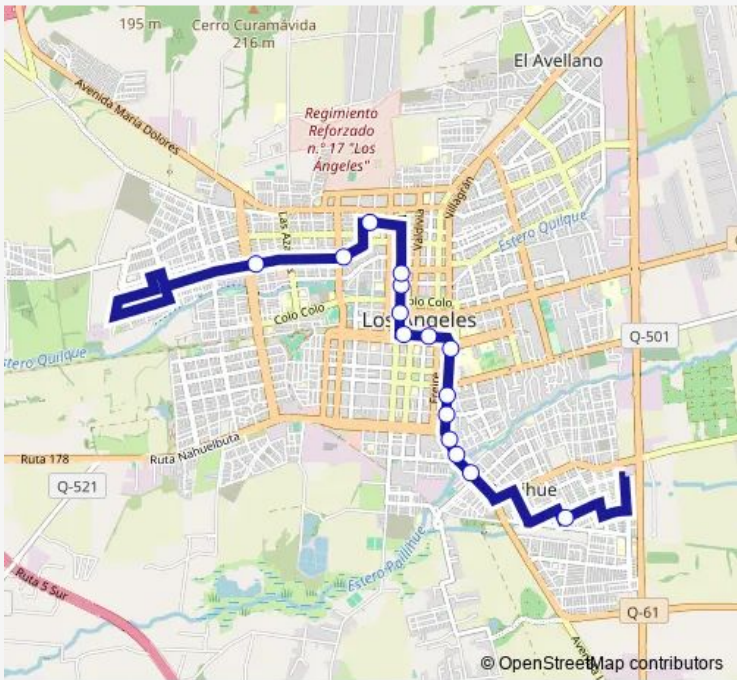 195 m
Cerro Curamávida
216 m
El Avellano
Avenida María Dolores
Regimiento
Reforzado
n.° 17 "Los
Ángeles"
Villagrán
Las Aza
Valdivia
Estero Quilque
Colo Colo
olo Colo
Los Ángeles
Estero Quilque
Q-501
Freire
Ruta 178
Ruta Nahuelbuta
Q-521
hue
Estero Paillihue
Ruta 5 Sur
Q-61
Avenida
© OpenStreetMap contributors